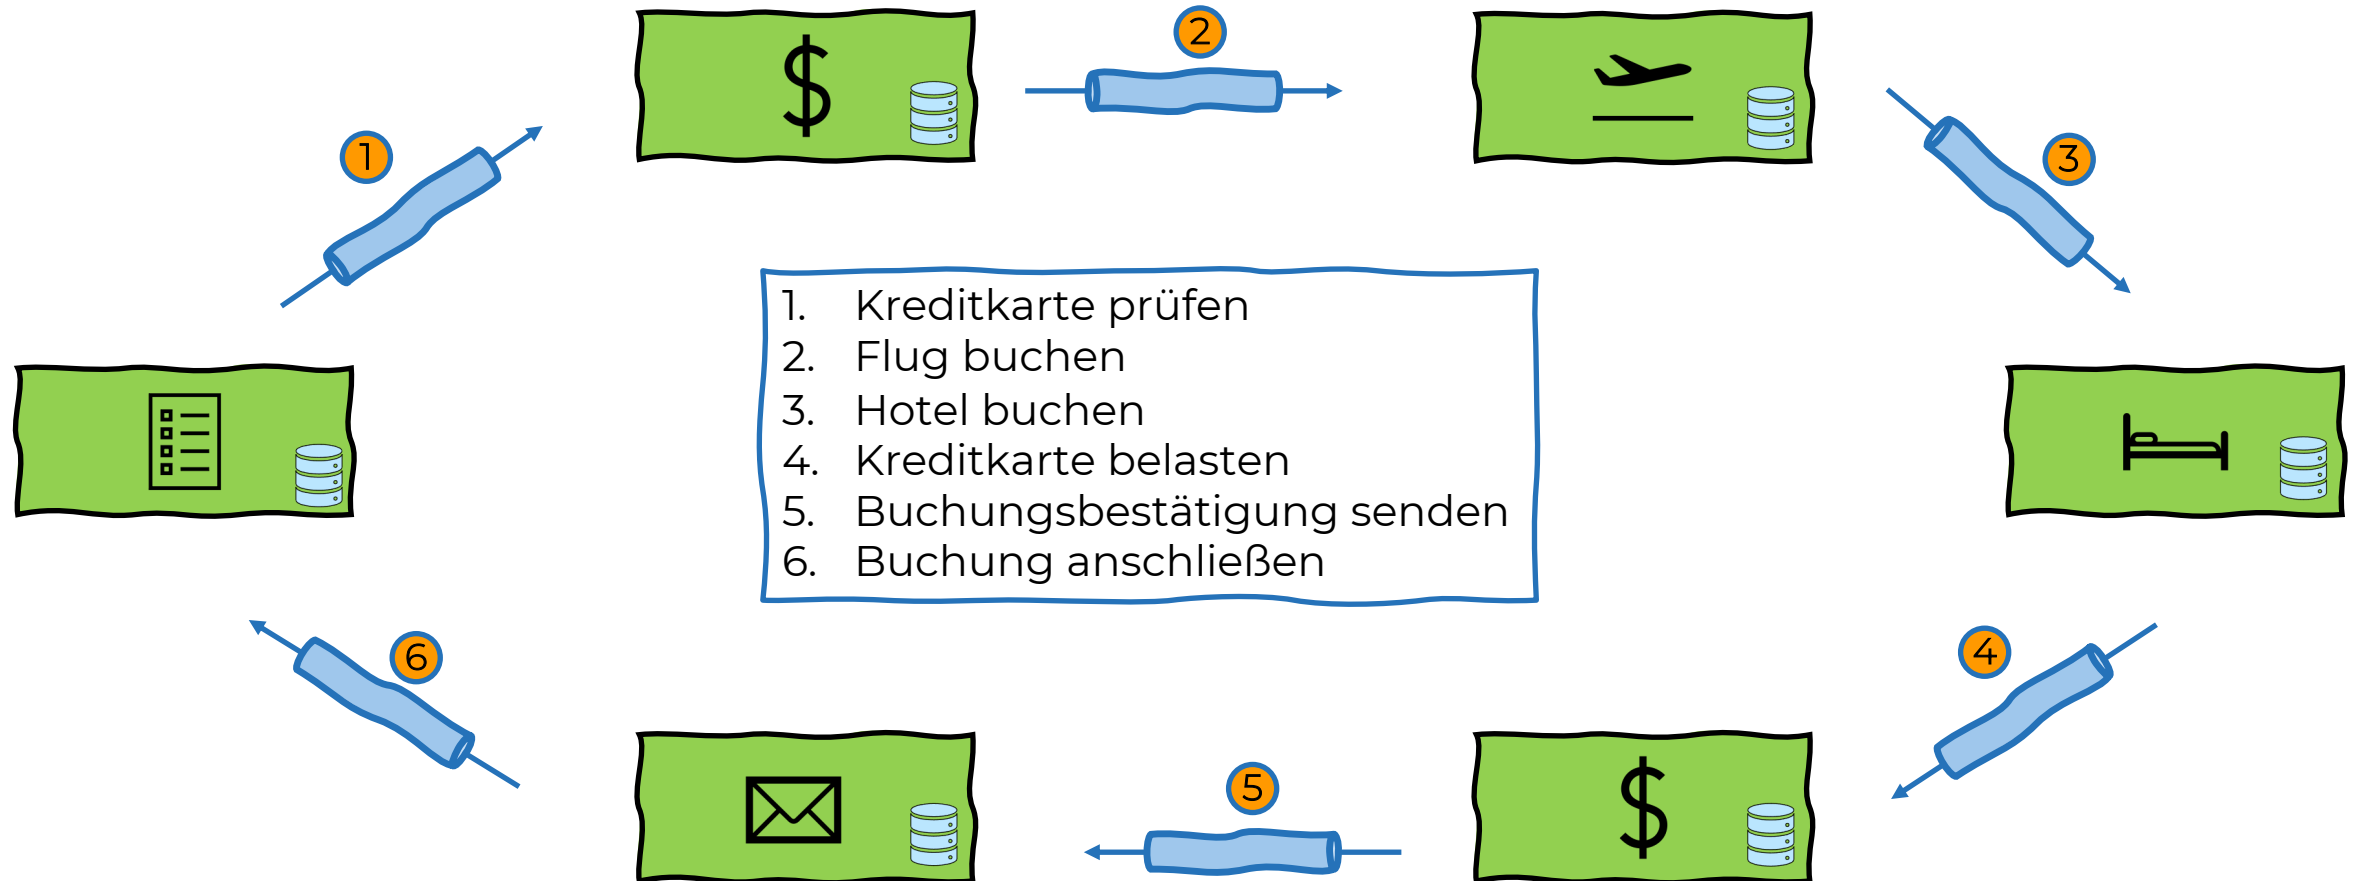 2
1
3
1. Kreditkarte prüfen
2. Flug buchen
3. Hotel buchen
4. Kreditkarte belasten
5. Buchungsbestätigung senden
6. Buchung anschließen
6
4
5